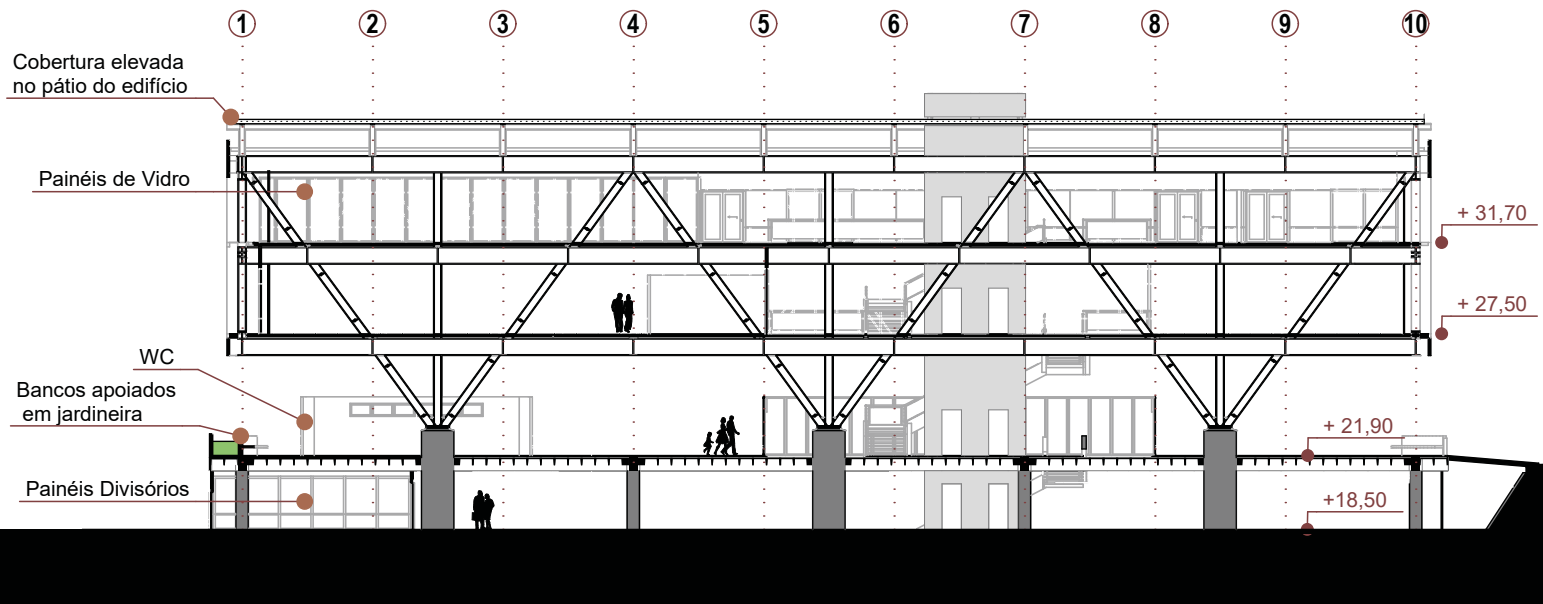 1 2 3 4 5 6 7 8 9 10
Cobertura elevada
no pátio do edifício
Painéis de Vidro
+ 31,70
+ 27,50
WC
Bancos apoiados
em jardineira
+ 21,90
Painéis Divisórios
+18,50